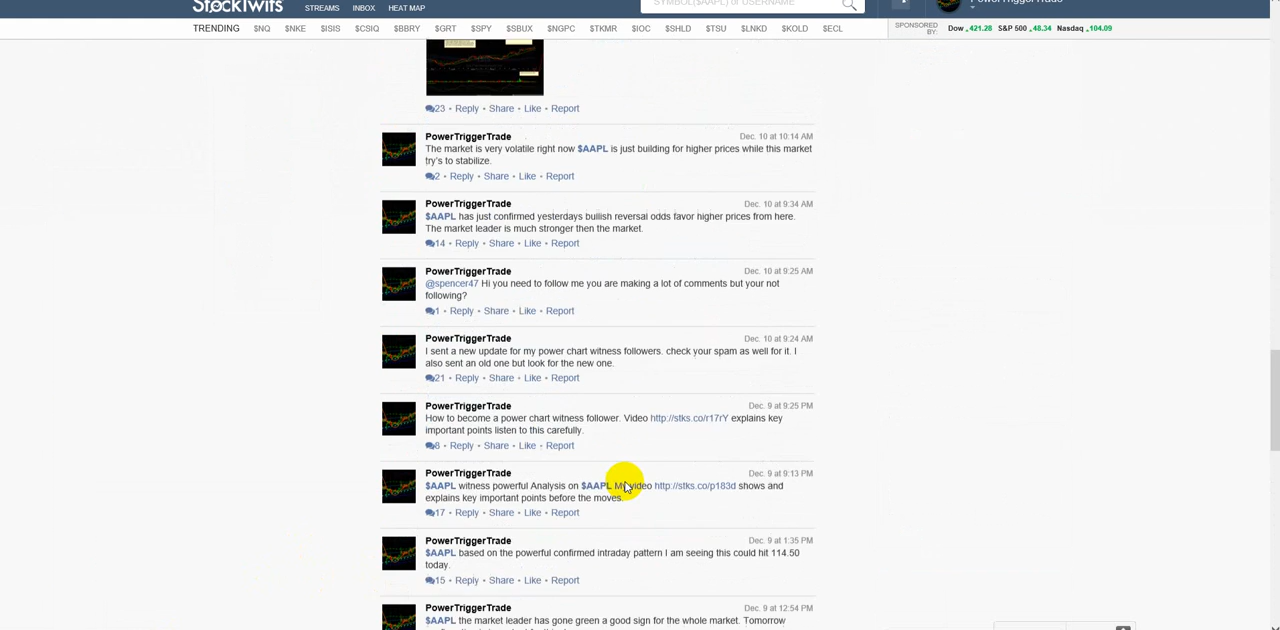 StockTwits STREAMS INBOX HEAT MAP SYMBOL($AAPL) or USERNAME
TRENDING $NQ $NKE $ISIS $CSIQ $BBRY $GRT $SPY $SBUX $NGPC $TKMR $IOC $SHLD $TSU $LNKD $KOLD $ECL SPONSORED BY: Dow 421.28 S&P 500 48.34 Nasdaq 104.09
23 • Reply • Share • Like • Report
PowerTriggerTrade Dec. 10 at 10:14 AM
The market is very volatile right now $AAPL is just building for higher prices while this market
try's to stabilize.
2 • Reply • Share • Like • Report
PowerTriggerTrade Dec. 10 at 9:34 AM
$AAPL has just confirmed yesterdays bullish reversal odds favor higher prices from here.
The market leader is much stronger then the market.
14 • Reply • Share • Like • Report
PowerTriggerTrade Dec. 10 at 9:25 AM
@spencer47 Hi you need to follow me you are making a lot of comments but your not
following?
1 • Reply • Share • Like • Report
PowerTriggerTrade Dec. 10 at 9:24 AM
I sent a new update for my power chart witness followers. check your spam as well for it. I
also sent an old one but look for the new one.
21 • Reply • Share • Like • Report
PowerTriggerTrade Dec. 9 at 9:25 PM
How to become a power chart witness follower. Video http://stks.co/r17rY explains key
important points listen to this carefully.
8 • Reply • Share • Like • Report
PowerTriggerTrade Dec. 9 at 9:13 PM
$AAPL witness powerful Analysis on $AAPL My video http://stks.co/p183d shows and
explains key important points before the moves.
17 • Reply • Share • Like • Report
PowerTriggerTrade Dec. 9 at 1:35 PM
$AAPL based on the powerful confirmed intraday pattern I am seeing this could hit 114.50
today.
15 • Reply • Share • Like • Report
PowerTriggerTrade Dec. 9 at 12:54 PM
$AAPL the market leader has gone green a good sign for the whole market. Tomorrow